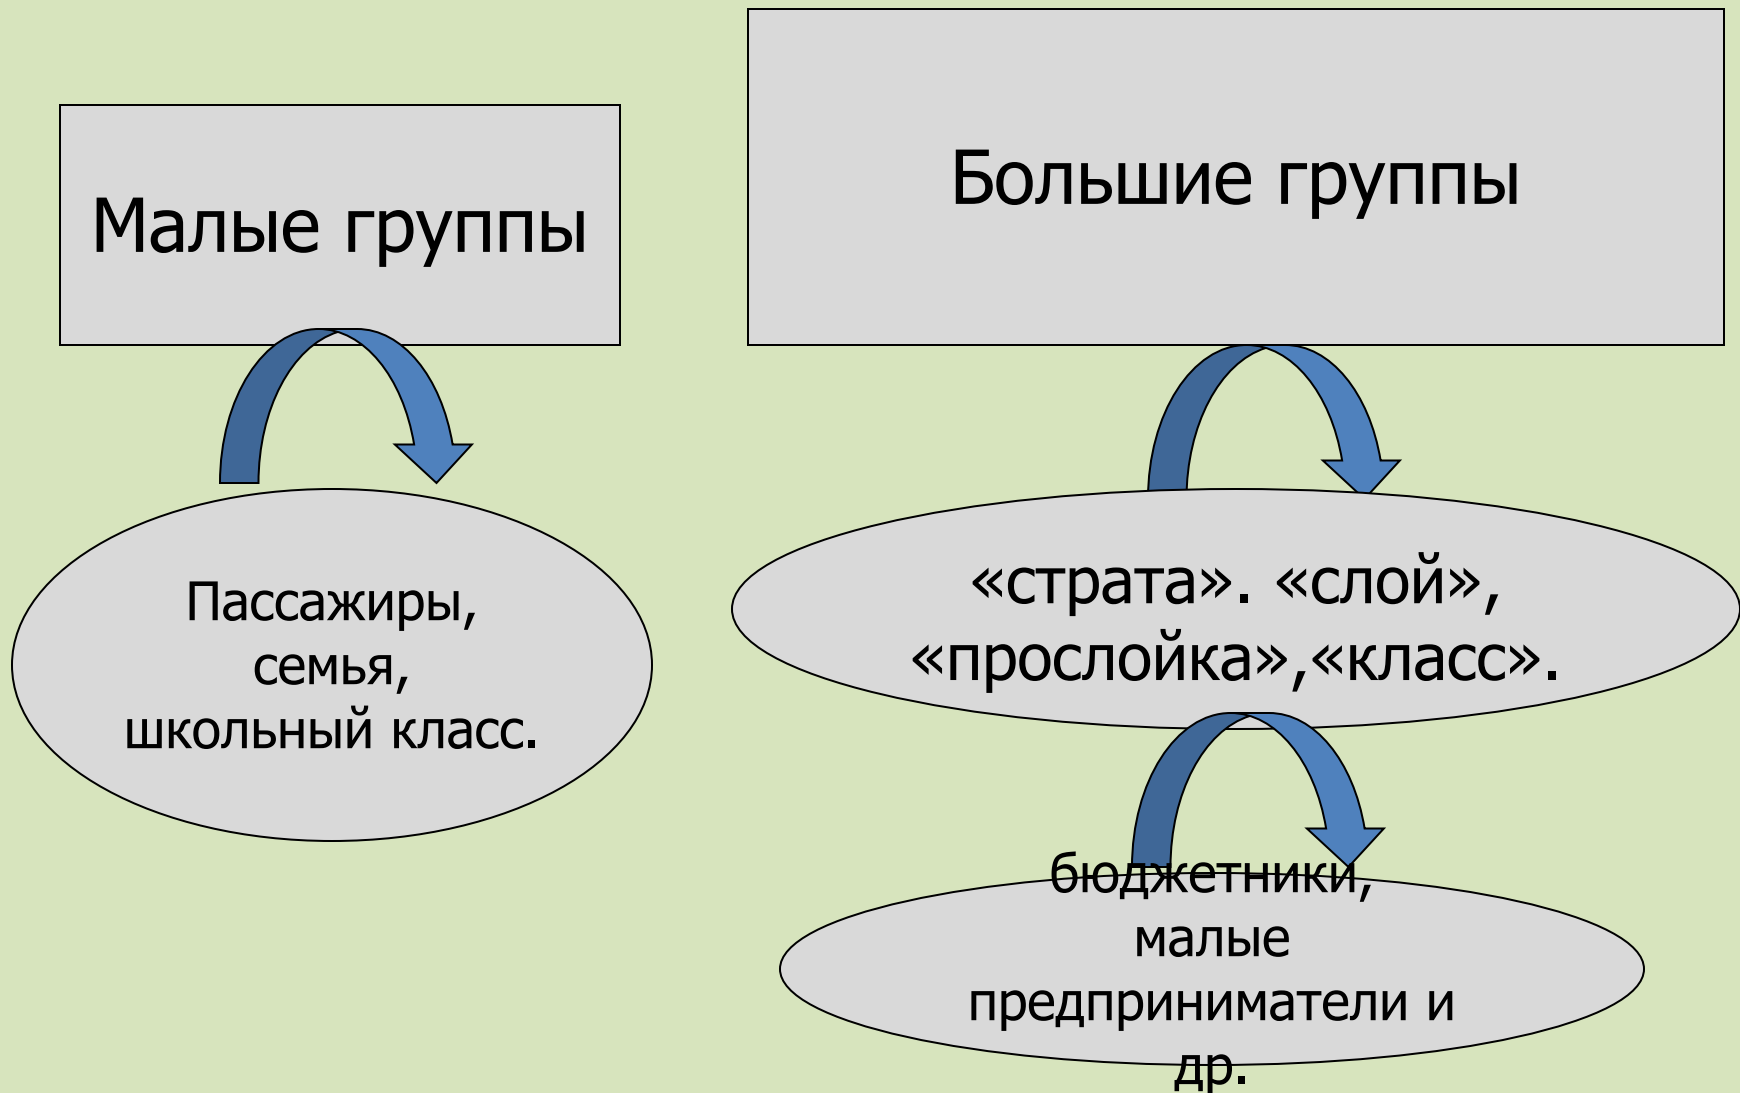 Малые группы
Большие группы
Пассажиры,
семья,
школьный класс.
«страта». «слой»,
«прослойка»,«класс».
бюджетники,
малые
предприниматели и
др.